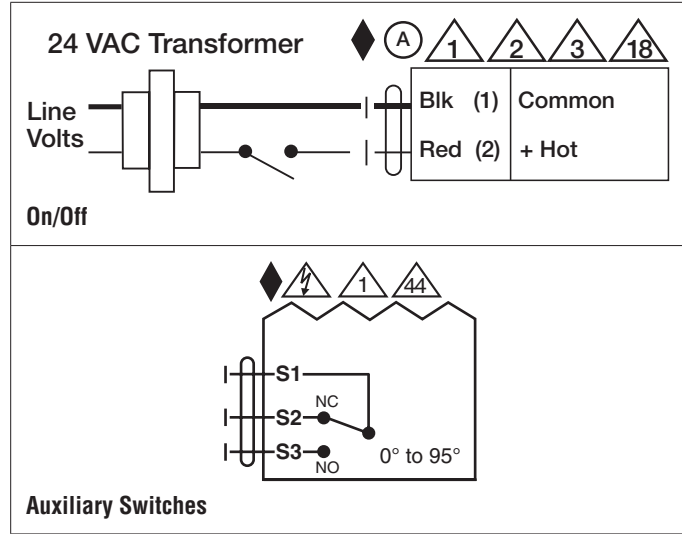 24 VAC Transformer
A 1 2 3 18
Line Volts
Blk (1) Common
Red (2) + Hot
On/Off
1 44
S1
NC
S2
S3
NO
0° to 95°
Auxiliary Switches